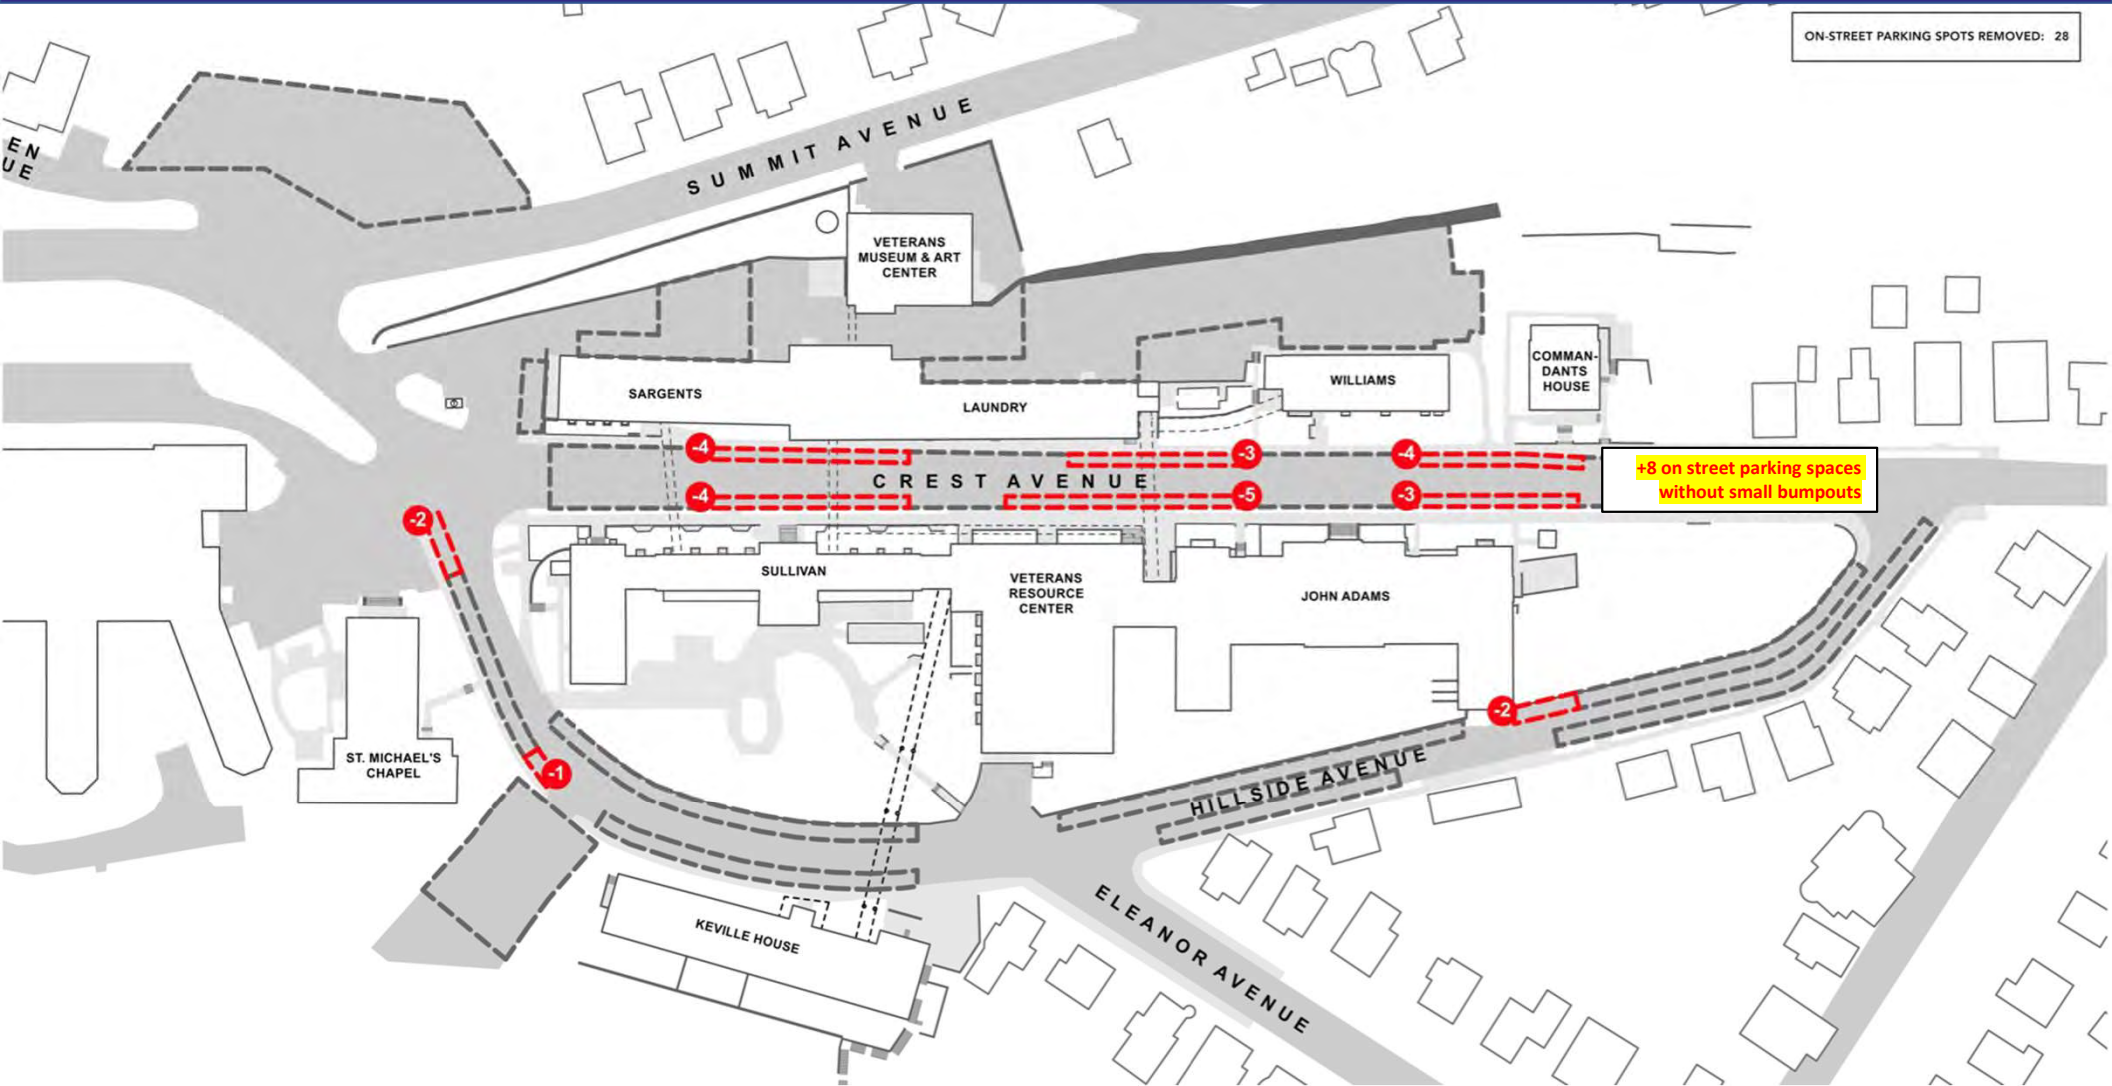 ON-STREET PARKING SPOTS REMOVED: 28
EN
UE
SUMMIT AVENUE
VETERANS
MUSEUM & ART
CENTER
SARGENTS
LAUNDRY
WILLIAMS
COMMAN-
DANTS
HOUSE
-4
-3
-4
CREST AVENUE
+8 on street parking spaces
without small bumpouts
-4
-5
-3
-2
SULLIVAN
VETERANS
RESOURCE
CENTER
JOHN ADAMS
-2
ST. MICHAEL'S
CHAPEL
-1
HILLSIDE AVENUE
KEVILLE HOUSE
ELEANOR AVENUE